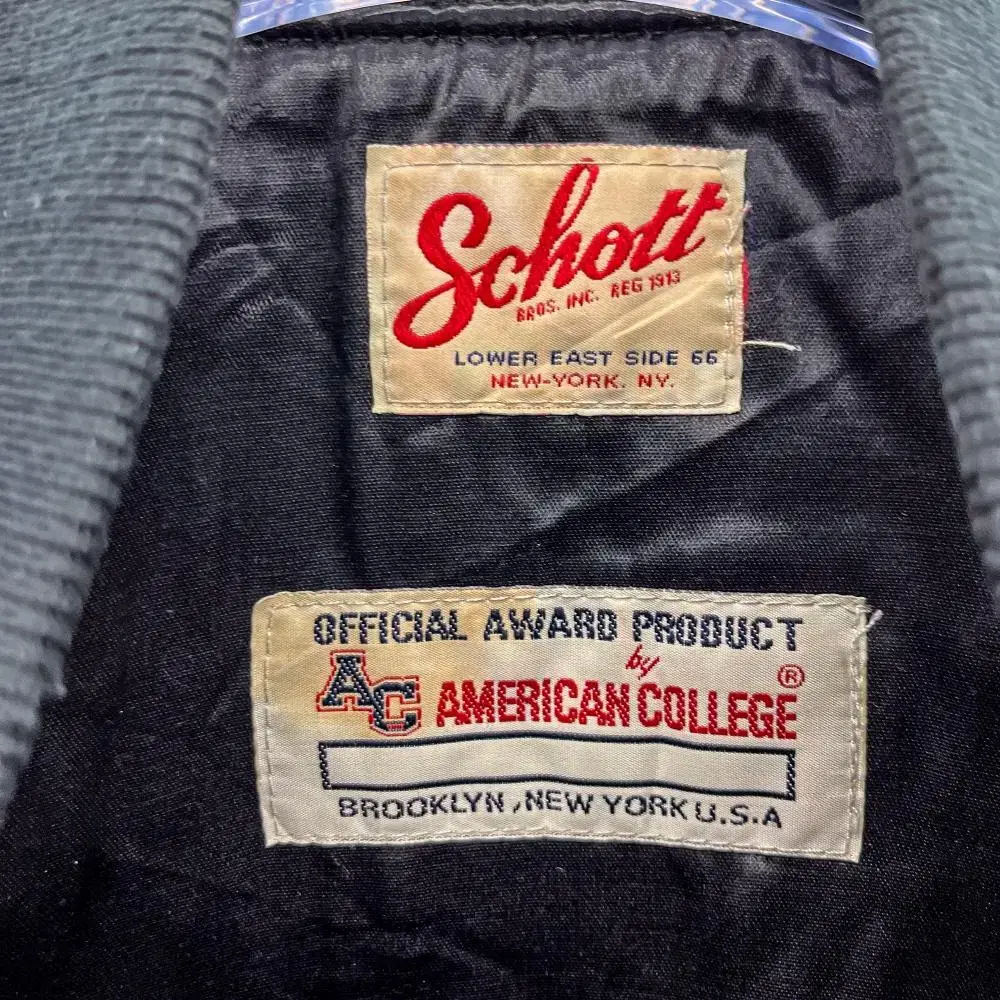 Schott
BROS. INC. REG 1913
LOWER EAST SIDE 66
NEW-YORK. NY.
OFFICIAL AWARD PRODUCT
by
AC AMERICAN COLLEGE ®
BROOKLYN, NEW YORK U.S.A